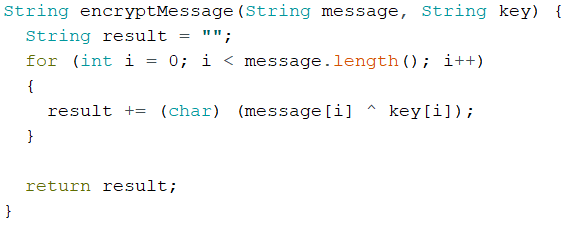 String encryptMessage(String message, String key) {
  String result = "";
  for (int i = 0; i < message.length(); i++)
  {
    result += (char) (message[i] ^ key[i]);
  }

  return result;
}